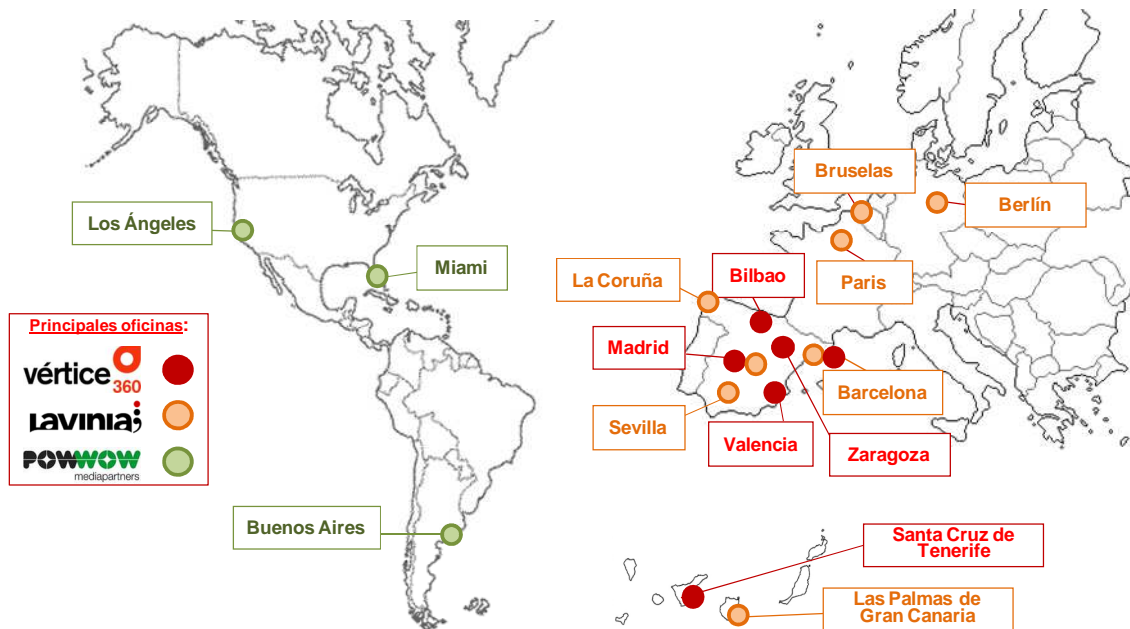 Bruselas
Berlín
Los Ángeles
Miami
La Coruña
Bilbao
Paris
Principales oficinas:
vértice
360
LAVINIA
POWWOW
mediapartners
Madrid
Barcelona
Sevilla
Valencia
Zaragoza
Buenos Aires
Santa Cruz de
Tenerife
Las Palmas de
Gran Canaria